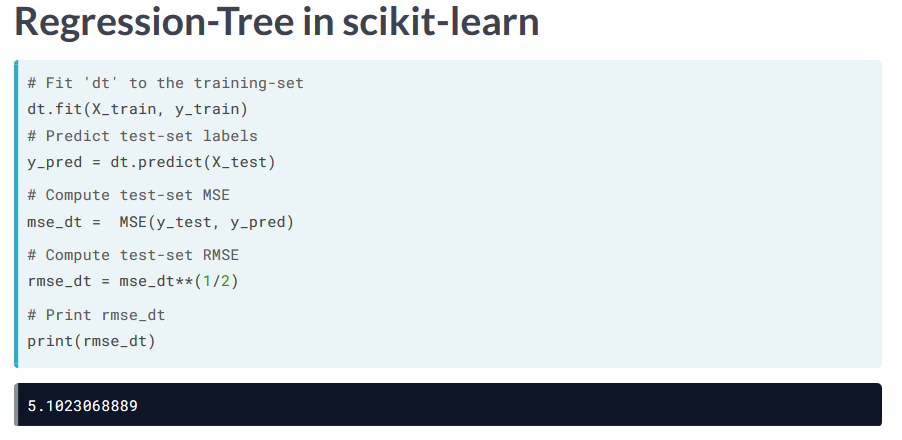 Regression-Tree in scikit-learn
# Fit 'dt' to the training-set
dt.fit(X_train, y_train)
# Predict test-set labels
y_pred = dt.predict(X_test)
# Compute test-set MSE
mse_dt =  MSE(y_test, y_pred)
# Compute test-set RMSE
rmse_dt = mse_dt**(1/2)
# Print rmse_dt
print(rmse_dt)
5.1023068889